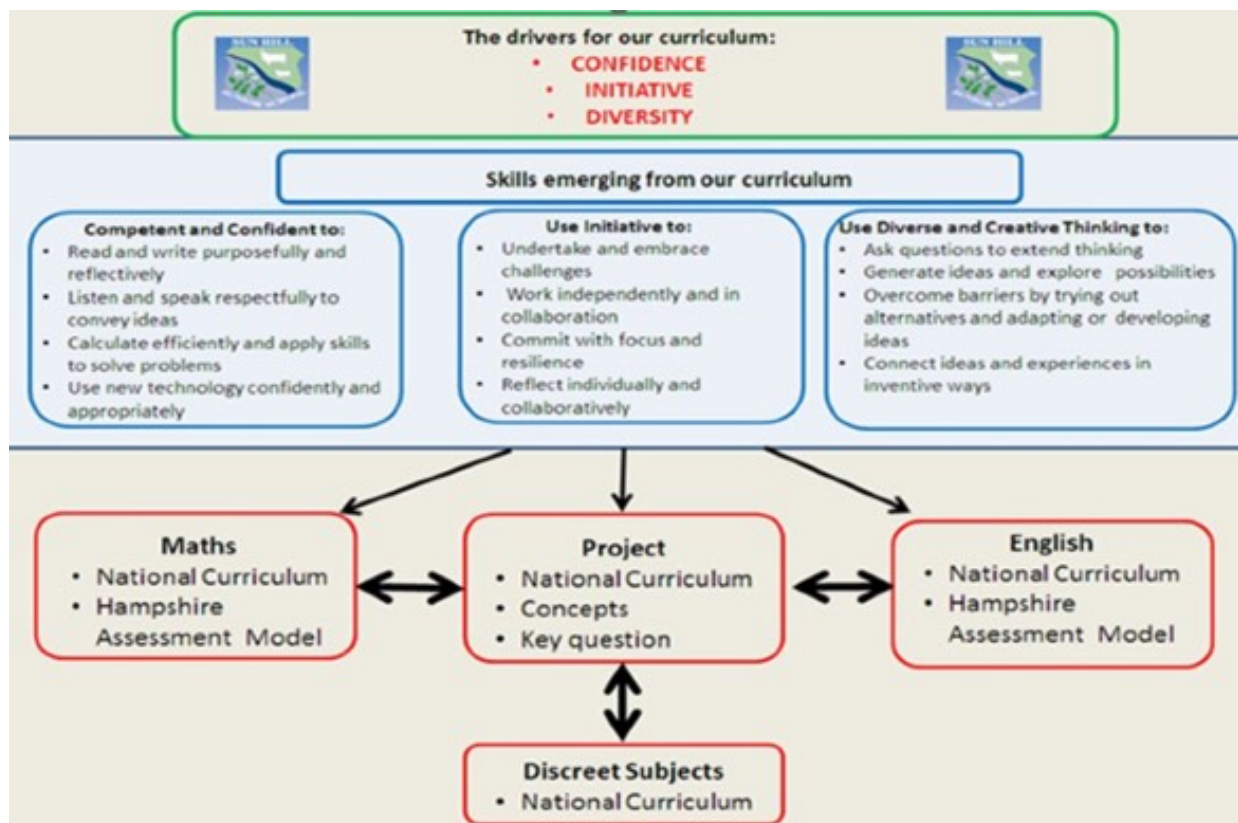 SUN HILL
SUN HILL
The drivers for our curriculum:
• CONFIDENCE
• INITIATIVE
• DIVERSITY
Skills emerging from our curriculum
Competent and Confident to:
• Read and write purposefully and
reflectively
• Listen and speak respectfully to
convey ideas
• Calculate efficiently and apply skills
to solve problems
• Use new technology confidently and
appropriately
Use Initiative to:
• Undertake and embrace
challenges
• Work independently and in
collaboration
• Commit with focus and
resilience
• Reflect individually and
collaboratively
Use Diverse and Creative Thinking to:
• Ask questions to extend thinking
• Generate ideas and explore possibilities
• Overcome barriers by trying out
alternatives and adapting or developing
ideas
• Connect ideas and experiences in
inventive ways
Maths
• National Curriculum
• Hampshire
Assessment Model
Project
• National Curriculum
• Concepts
• Key question
English
• National Curriculum
• Hampshire
Assessment Model
Discreet Subjects
• National Curriculum